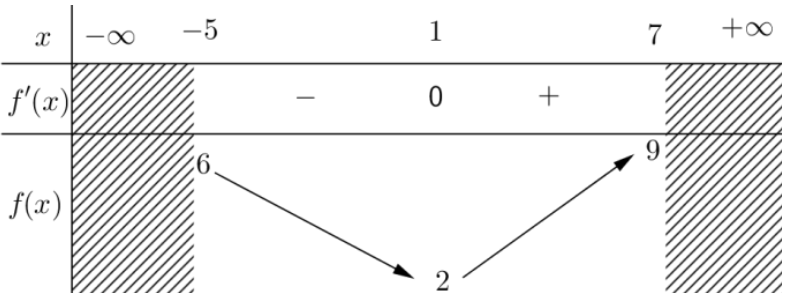 x −∞ −5 1 7 +∞
f′(x) − 0 +
6 9
f(x)
2